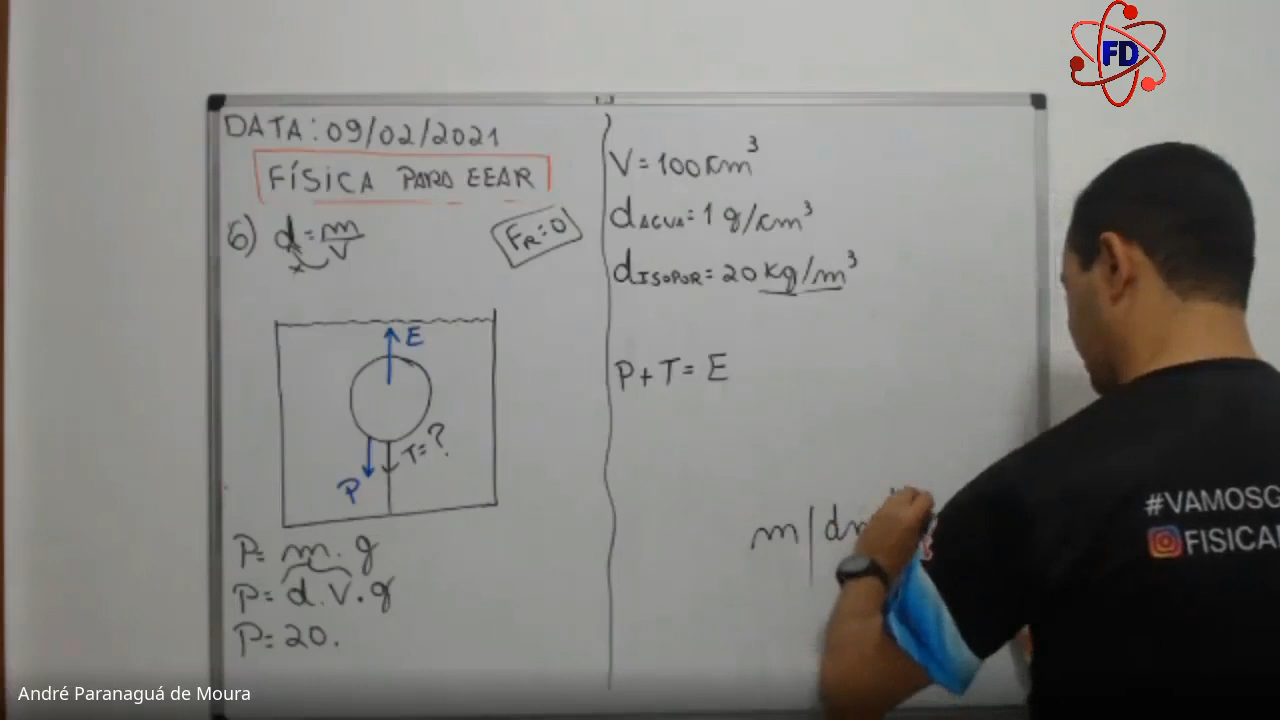 FD
DATA: 09/02/2021
FÍSICA PARA EEAR
6) d = m/V
FR = 0
E
T = ?
P
P = m . g
P = d . V . g
P = 20 .
V = 100 cm³
dÁGUA = 1 g/cm³
dISOPOR = 20 kg/m³
P + T = E
m | dm
#VAMOSG
FISICA
André Paranaguá de Moura